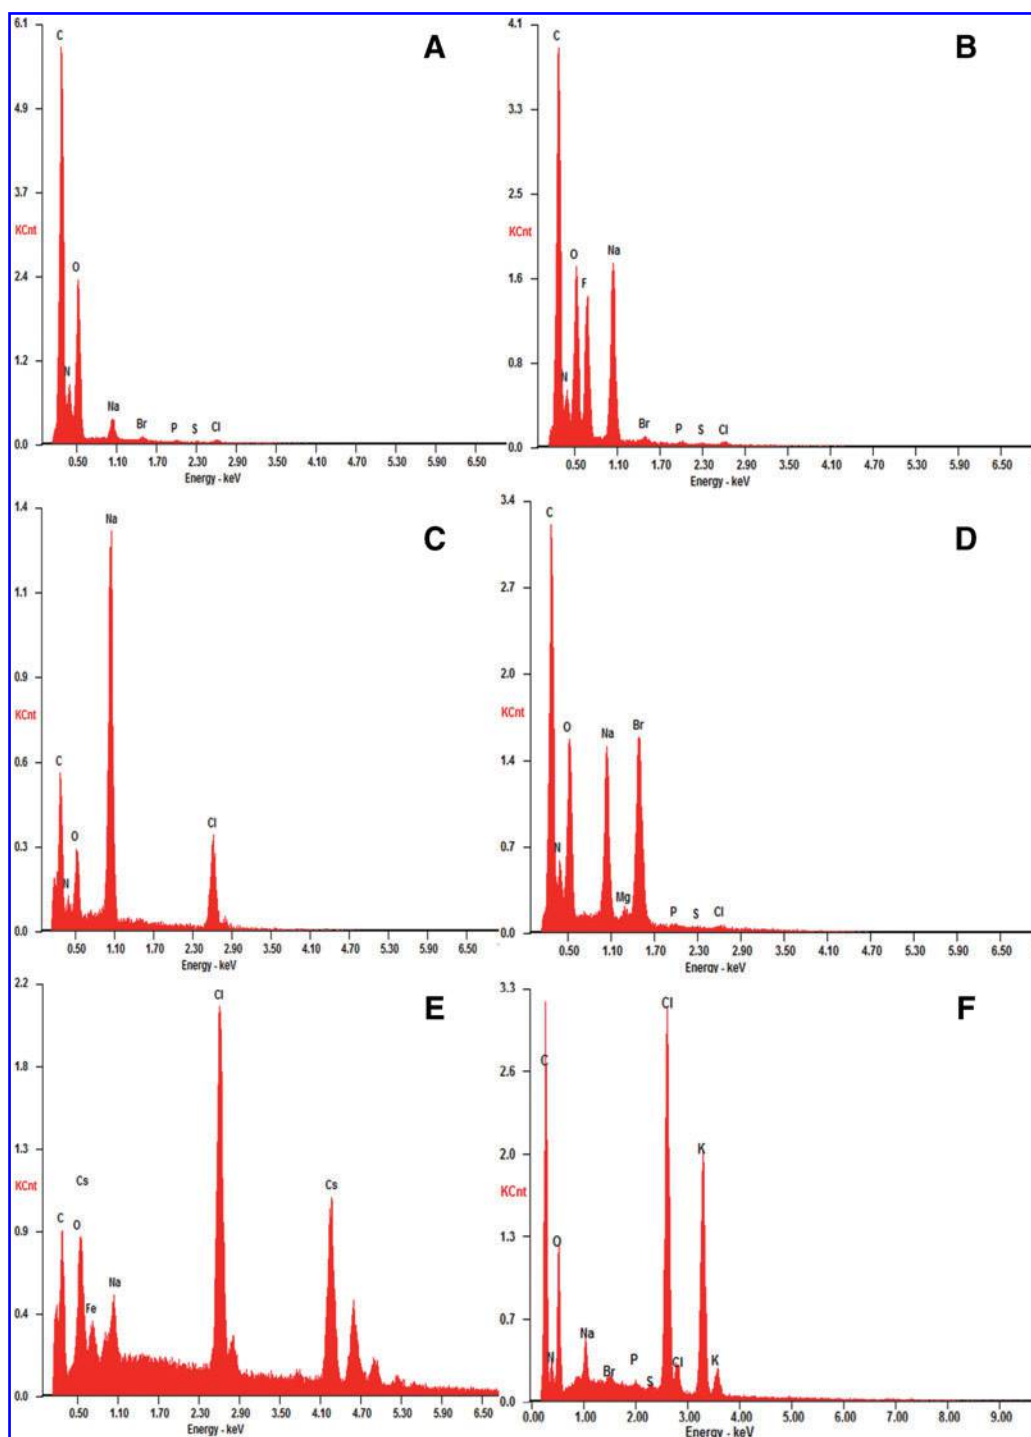 6.1
C
A
4.9
3.7
KCnt
2.4
O
1.2
N
Na
Br
P
S
Cl
0.0
0.50 1.10 1.70 2.30 2.90 3.50 4.10 4.70 5.30 5.90 6.50
Energy - keV
4.1
C
B
3.3
2.5
KCnt
Na
O
1.6
F
0.8
N
Br
P
S
Cl
0.0
0.50 1.10 1.70 2.30 2.90 3.50 4.10 4.70 5.30 5.90 6.50
Energy - keV
1.4
Na
C
1.1
0.9
KCnt
0.6
C
O
Cl
0.3
N
0.0
0.50 1.10 1.70 2.30 2.90 3.50 4.10 4.70 5.30 5.90 6.50
Energy - keV
3.4
C
D
2.7
2.0
KCnt
O
Na
Br
1.4
N
0.7
Mg
P
S
Cl
0.0
0.50 1.10 1.70 2.30 2.90 3.50 4.10 4.70 5.30 5.90 6.50
Energy - keV
2.2
Cl
E
1.8
1.3
KCnt
Cs
Cs
0.9
C
O
Na
0.4
Fe
0.0
0.50 1.10 1.70 2.30 2.90 3.50 4.10 4.70 5.30 5.90 6.50
Energy - keV
3.3
Cl
F
C
2.6
2.0
K
KCnt
1.3
O
0.7
Na
N
Br
P
S
Cl
K
0.0
0.00 1.00 2.00 3.00 4.00 5.00 6.00 7.00 8.00 9.00
Energy - keV